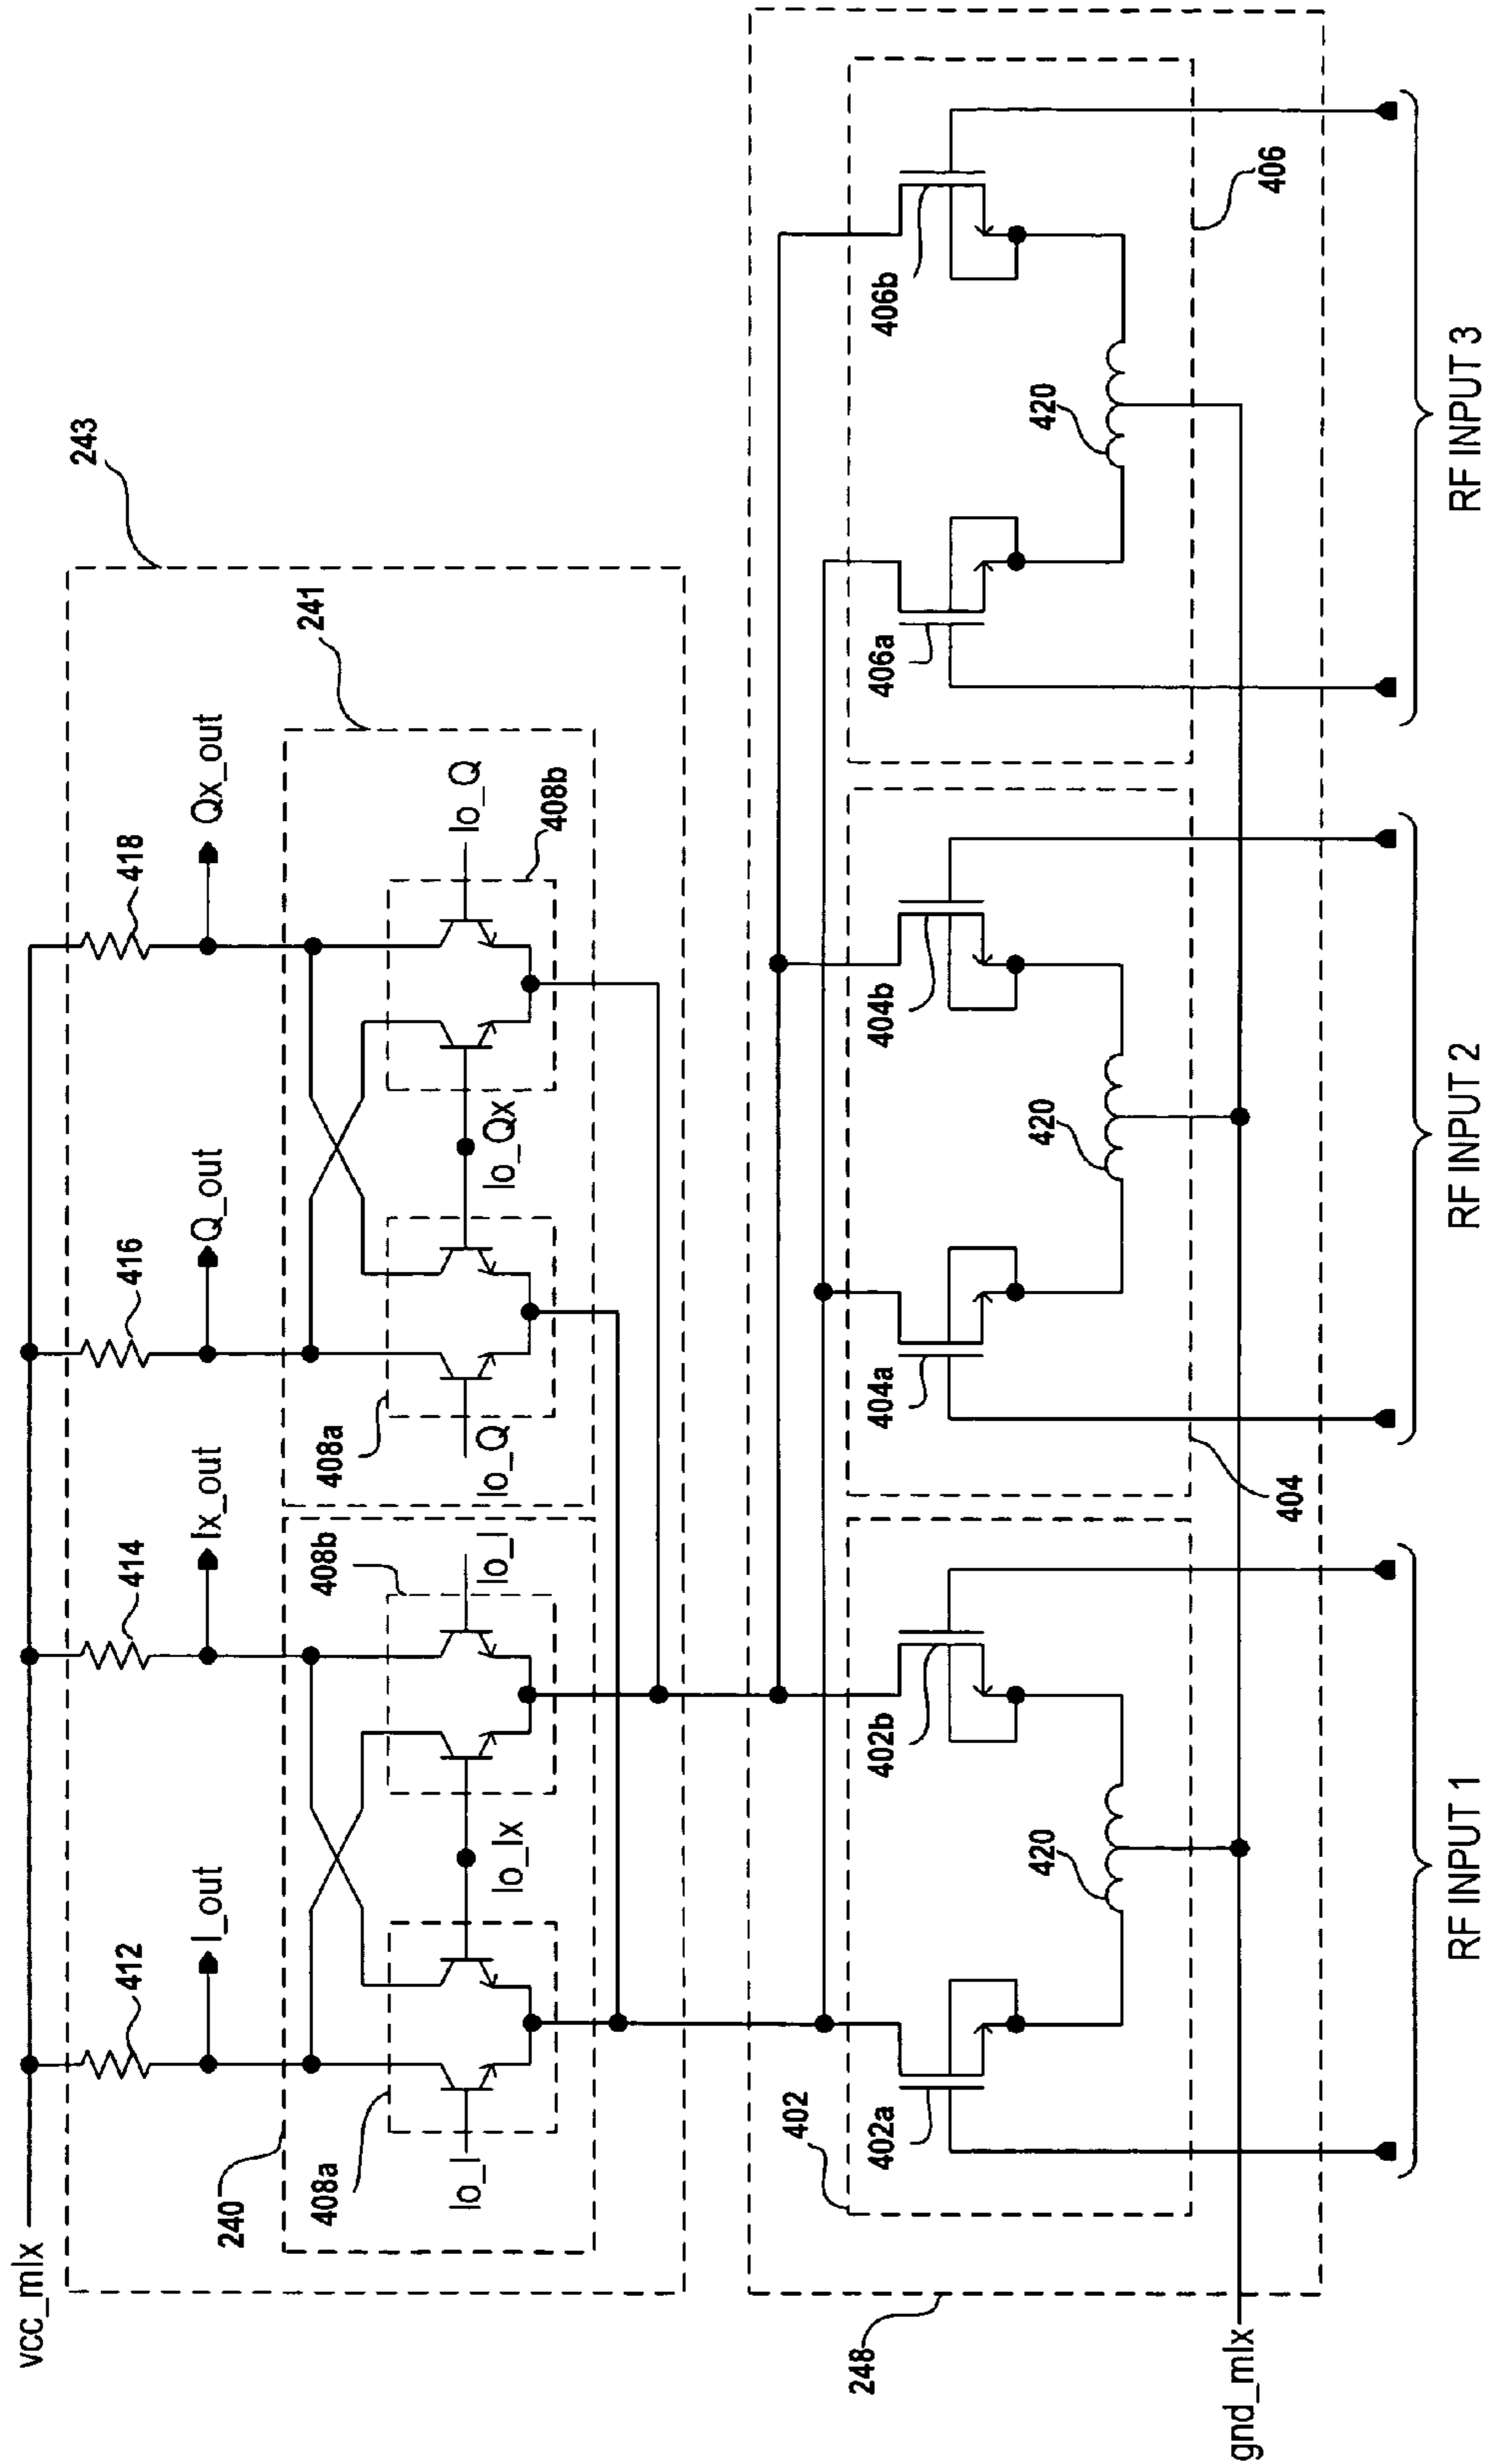 vcc_mIx
243
412
414
416
418
I_out
Ix_out
Q_out
Qx_out
240
241
408a
408b
408a
408b
lo_I
lo_Ix
lo_I
lo_Q
lo_Qx
lo_Q
248
402
402a
402b
404a
404b
406a
406b
420
420
420
404
406
gnd_mIx
RF INPUT 1
RF INPUT 2
RF INPUT 3